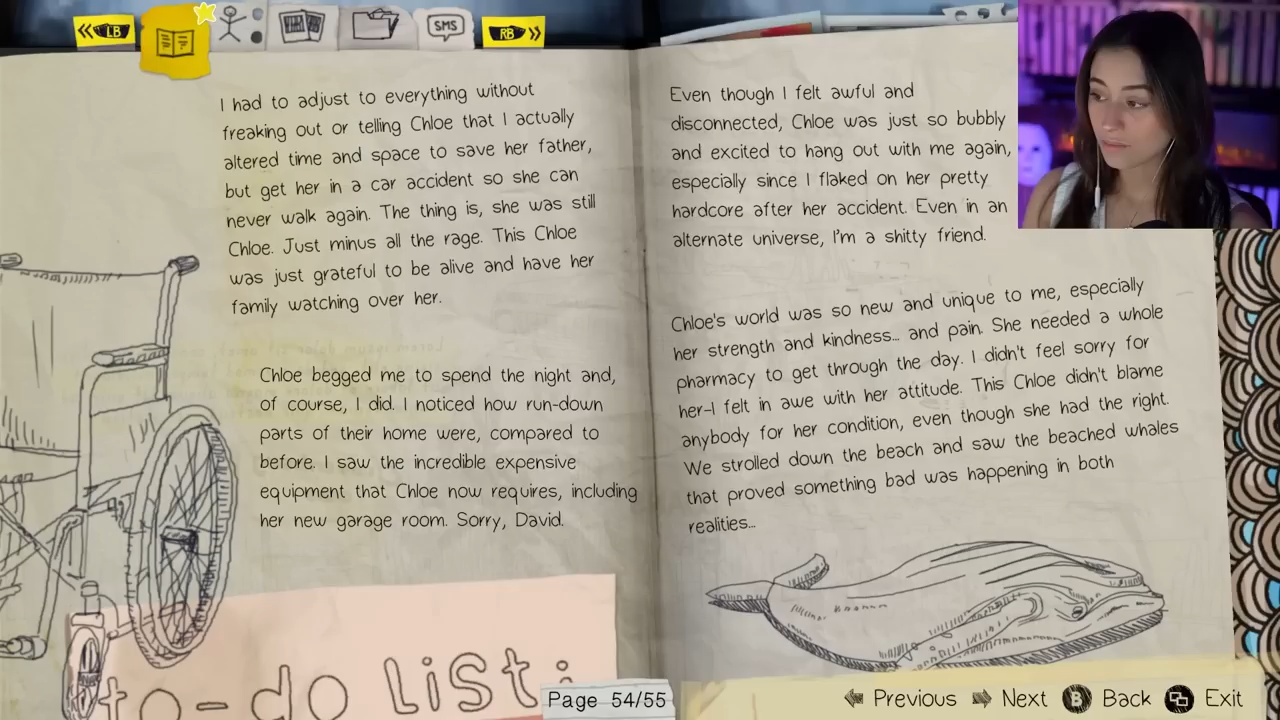 LB
SMS
RB
I had to adjust to everything without
freaking out or telling Chloe that I actually
altered time and space to save her father,
but get her in a car accident so she can
never walk again. The thing is, she was still
Chloe. Just minus all the rage. This Chloe
was just grateful to be alive and have her
family watching over her.
Chloe begged me to spend the night and,
of course, I did. I noticed how run-down
parts of their home were, compared to
before. I saw the incredible expensive
equipment that Chloe now requires, including
her new garage room. Sorry, David.
to-do list:
Even though I felt awful and
disconnected, Chloe was just so bubbly
and excited to hang out with me again,
especially since I flaked on her pretty
hardcore after her accident. Even in an
alternate universe, I'm a shitty friend.
Chloe's world was so new and unique to me, especially
her strength and kindness... and pain. She needed a whole
pharmacy to get through the day. I didn't feel sorry for
her-I felt in awe with her attitude. This Chloe didn't blame
anybody for her condition, even though she had the right.
We strolled down the beach and saw the beached whales
that proved something bad was happening in both
realities...
Page 54/55
Previous Next B Back Exit